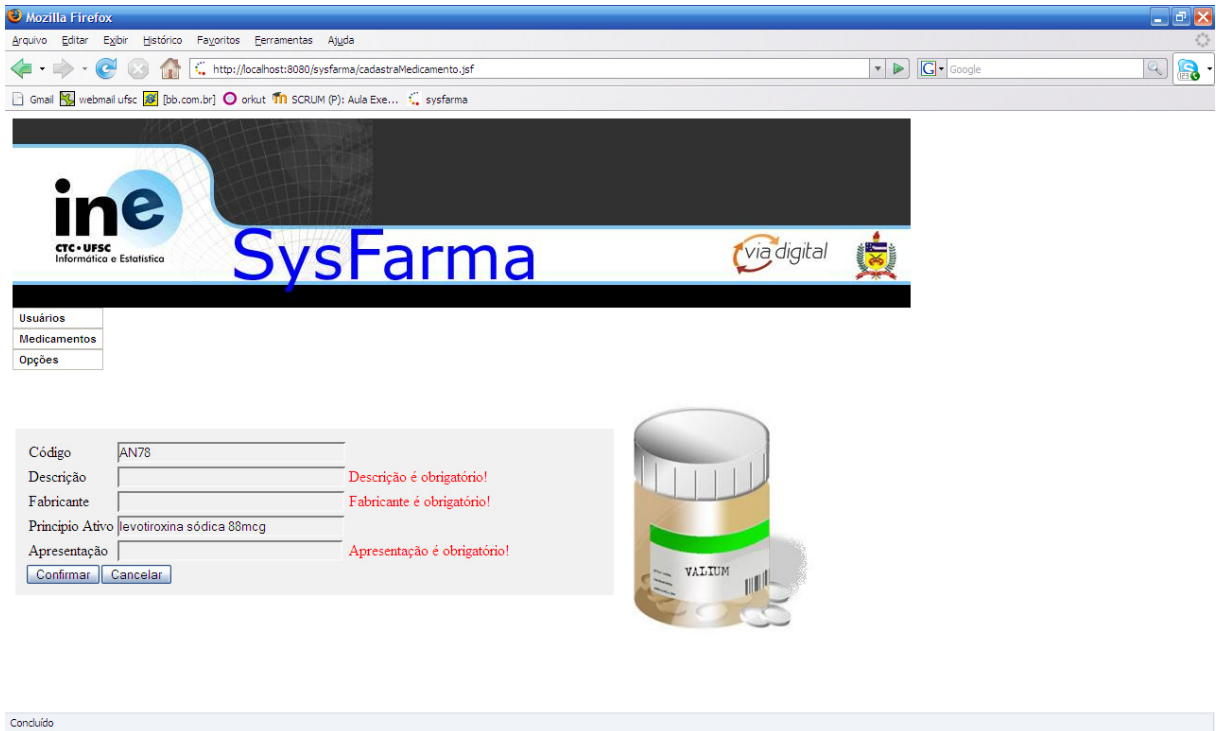 Mozilla Firefox
Arquivo Editar Exibir Histórico Favoritos Ferramentas Ajuda
http://localhost:8080/sysfarma/cadastraMedicamento.jsf
G Google
Gmail webmail ufsc [bb.com.br] orkut SCRUM (P): Aula Exe... sysfarma
ine
CTC • UFSC
Informática e Estatística
SysFarma
via digital
Usuários
Medicamentos
Opções
Código AN78
Descrição Descrição é obrigatório!
Fabricante Fabricante é obrigatório!
Principio Ativo levotiroxina sódica 88mcg
Apresentação Apresentação é obrigatório!
Confirmar Cancelar
VALIUM
Concluído